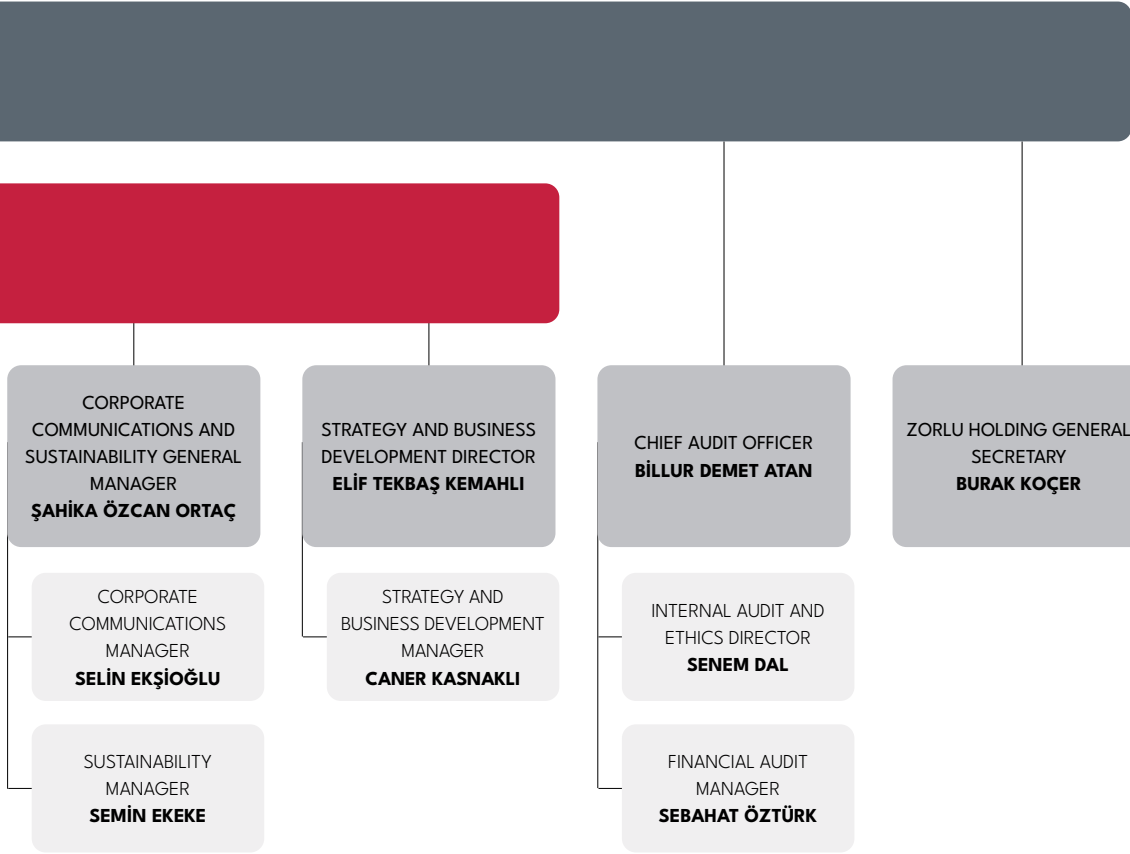 CORPORATE
COMMUNICATIONS AND
SUSTAINABILITY GENERAL
MANAGER
ŞAHİKA ÖZCAN ORTAÇ
STRATEGY AND BUSINESS
DEVELOPMENT DIRECTOR
ELİF TEKBAŞ KEMAHLI
CHIEF AUDIT OFFICER
BİLLUR DEMET ATAN
ZORLU HOLDING GENERAL
SECRETARY
BURAK KOÇER
CORPORATE
COMMUNICATIONS
MANAGER
SELİN EKŞİOĞLU
STRATEGY AND
BUSINESS DEVELOPMENT
MANAGER
CANER KASNAKLI
INTERNAL AUDIT AND
ETHICS DIRECTOR
SENEM DAL
SUSTAINABILITY
MANAGER
SEMİN EKEKE
FINANCIAL AUDIT
MANAGER
SEBAHAT ÖZTÜRK